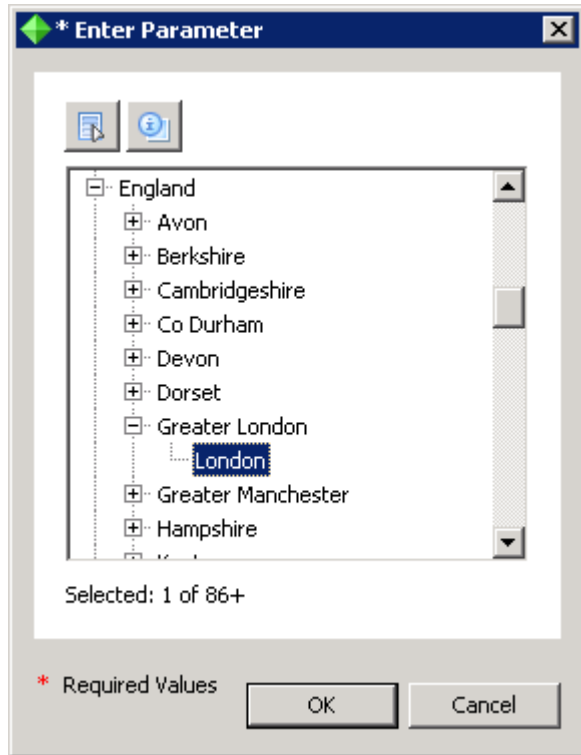 * Enter Parameter
England
Avon
Berkshire
Cambridgeshire
Co Durham
Devon
Dorset
Greater London
London
Greater Manchester
Hampshire
Selected: 1 of 86+
* Required Values
OK
Cancel